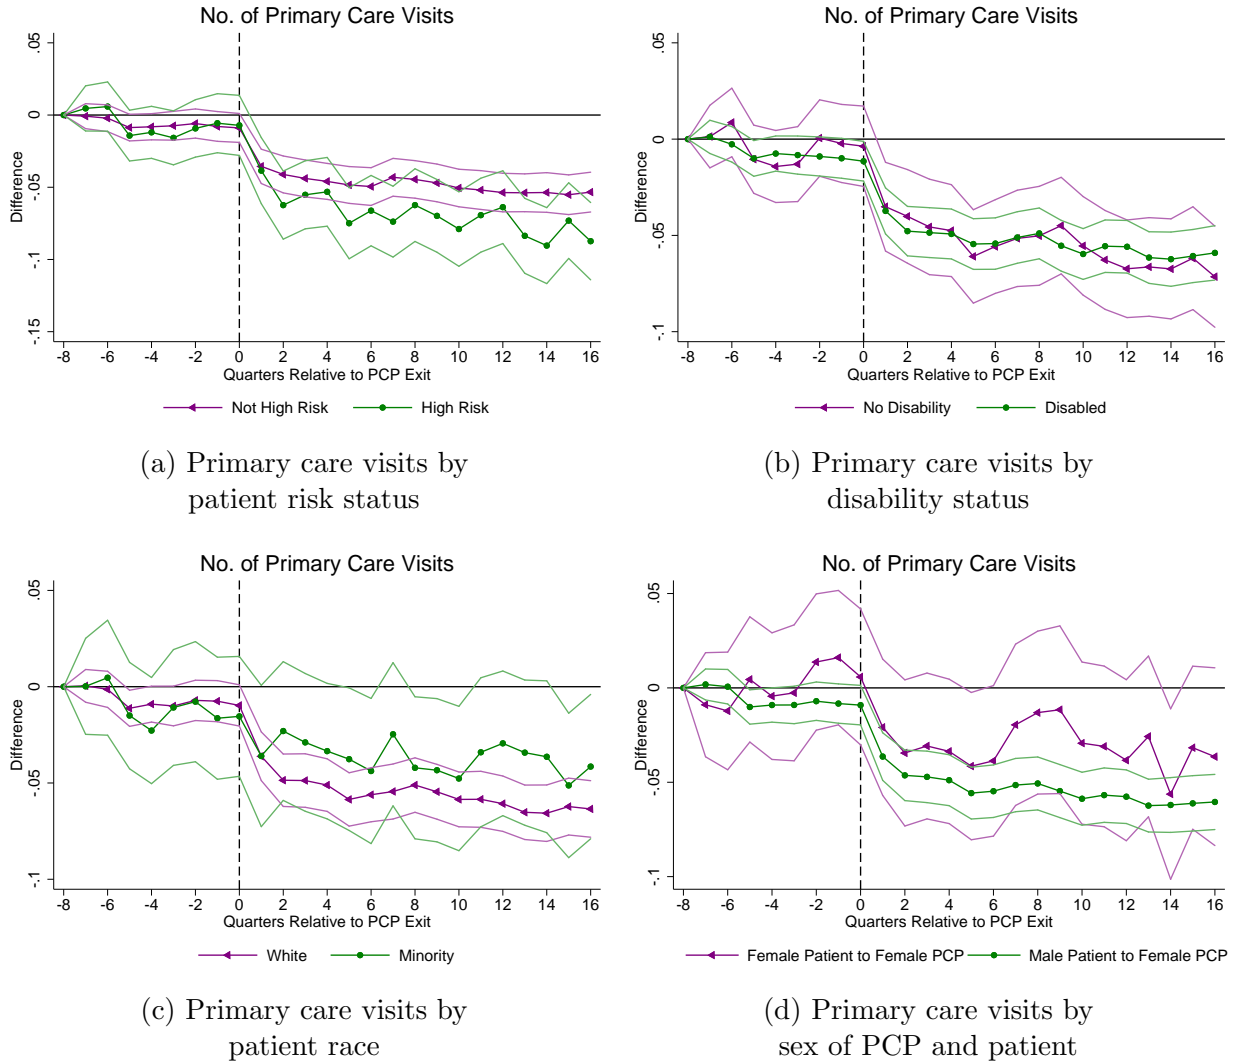 No. of Primary Care Visits
.05
0
-.05
-.1
-.15
Difference
-8 -6 -4 -2 0 2 4 6 8 10 12 14 16
Quarters Relative to PCP Exit
Not High Risk High Risk
(a) Primary care visits by
patient risk status
No. of Primary Care Visits
.05
0
-.05
-.1
Difference
-8 -6 -4 -2 0 2 4 6 8 10 12 14 16
Quarters Relative to PCP Exit
No Disability Disabled
(b) Primary care visits by
disability status
No. of Primary Care Visits
.05
0
-.05
-.1
Difference
-8 -6 -4 -2 0 2 4 6 8 10 12 14 16
Quarters Relative to PCP Exit
White Minority
(c) Primary care visits by
patient race
No. of Primary Care Visits
.05
0
-.05
-.1
Difference
-8 -6 -4 -2 0 2 4 6 8 10 12 14 16
Quarters Relative to PCP Exit
Female Patient to Female PCP Male Patient to Female PCP
(d) Primary care visits by
sex of PCP and patient